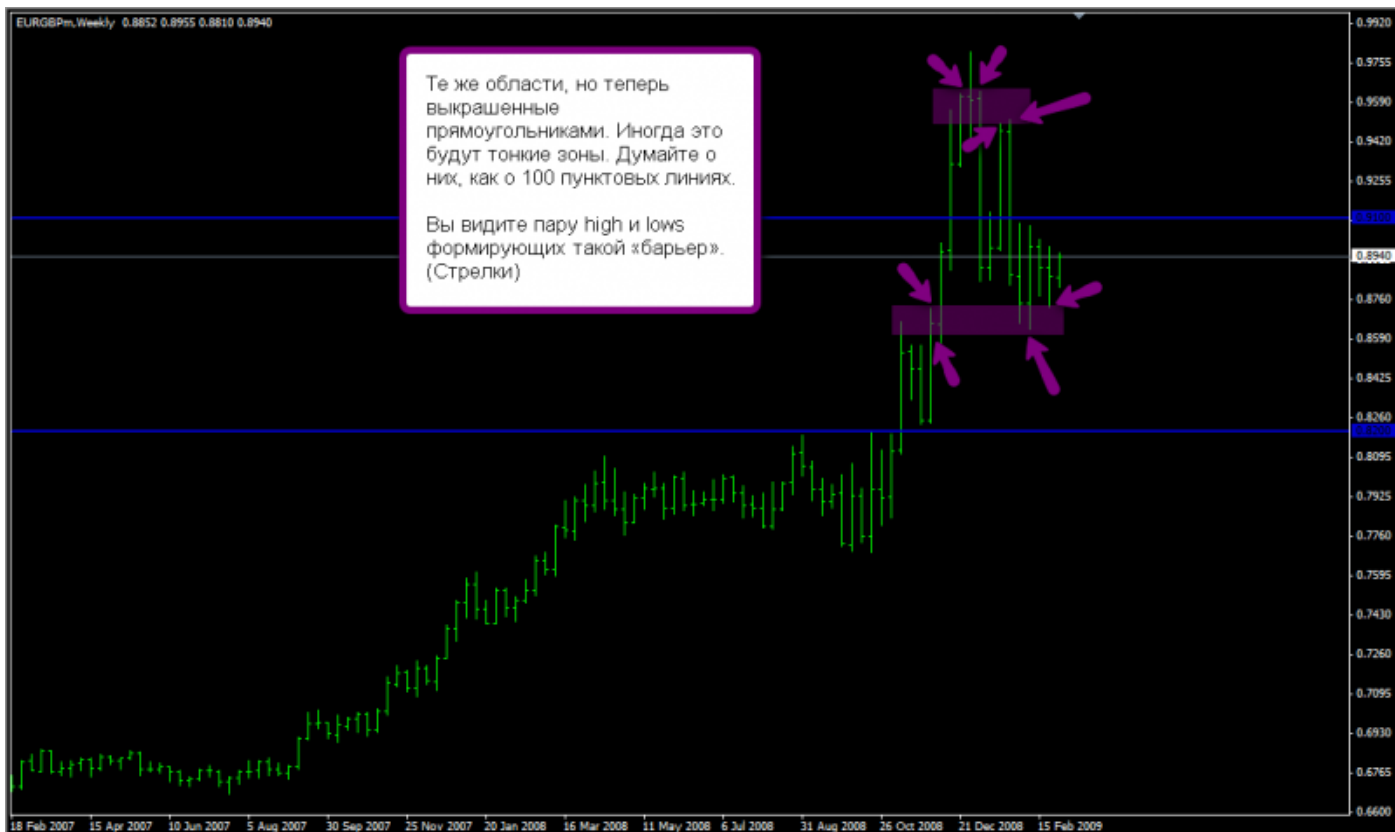 EURGBPm,Weekly 0.8852 0.8955 0.8810 0.8940
Те же области, но теперь
выкрашенные
прямоугольниками. Иногда это
будут тонкие зоны. Думайте о
них, как о 100 пунктовых линиях.
Вы видите пару high и lows
формирующих такой «барьер».
(Стрелки)
0.9920
0.9755
0.9590
0.9420
0.9255
0.9100
0.8940
0.8760
0.8590
0.8425
0.8260
0.8200
0.8095
0.7925
0.7760
0.7595
0.7430
0.7260
0.7095
0.6930
0.6765
0.6600
18 Feb 2007 15 Apr 2007 10 Jun 2007 5 Aug 2007 30 Sep 2007 25 Nov 2007 20 Jan 2008 16 Mar 2008 11 May 2008 6 Jul 2008 31 Aug 2008 26 Oct 2008 21 Dec 2008 15 Feb 2009